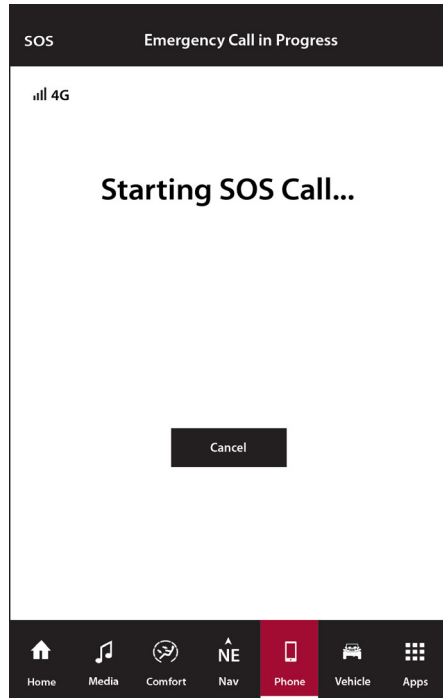 SOS Emergency Call in Progress
4G
Starting SOS Call...
Cancel
NE
Home Media Comfort Nav Phone Vehicle Apps